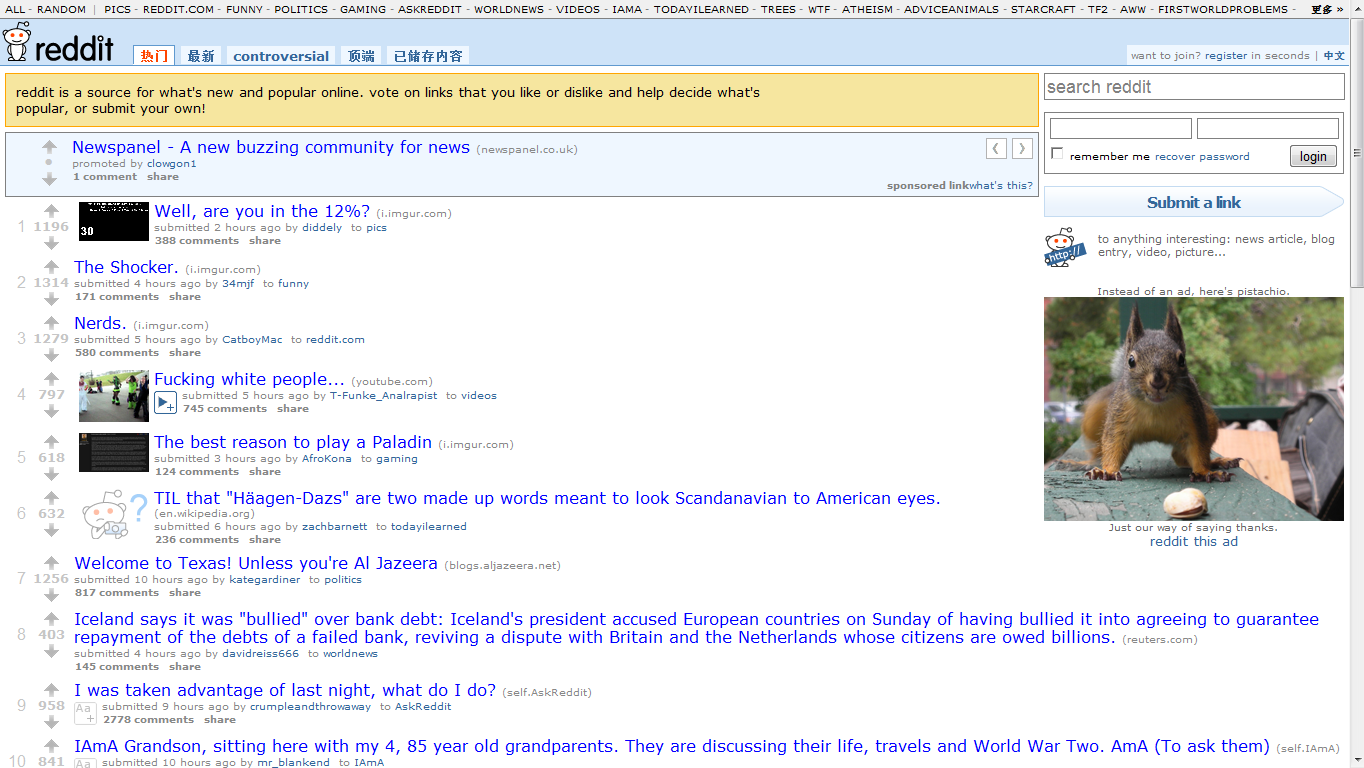 ALL - RANDOM | PICS - REDDIT.COM - FUNNY - POLITICS - GAMING - ASKREDDIT - WORLDNEWS - VIDEOS - IAMA - TODAYILEARNED - TREES - WTF - ATHEISM - ADVICEANIMALS - STARCRAFT - TF2 - AWW - FIRSTWORLDPROBLEMS - 更多 »
reddit 热门 最新 controversial 顶端 已储存内容
want to join? register in seconds | 中文
reddit is a source for what's new and popular online. vote on links that you like or dislike and help decide what's
popular, or submit your own!
Newspanel - A new buzzing community for news (newspanel.co.uk)
promoted by clowgon1
1 comment share
sponsored linkwhat's this?
1 1196 30 Well, are you in the 12%? (i.imgur.com)
submitted 2 hours ago by diddely to pics
388 comments share
2 1314 The Shocker. (i.imgur.com)
submitted 4 hours ago by 34mjf to funny
171 comments share
3 1279 Nerds. (i.imgur.com)
submitted 5 hours ago by CatboyMac to reddit.com
580 comments share
4 797 Fucking white people... (youtube.com)
submitted 5 hours ago by T-Funke_Analrapist to videos
745 comments share
5 618 The best reason to play a Paladin (i.imgur.com)
submitted 3 hours ago by AfroKona to gaming
124 comments share
6 632 TIL that "Häagen-Dazs" are two made up words meant to look Scandanavian to American eyes.
(en.wikipedia.org)
submitted 6 hours ago by zachbarnett to todayilearned
236 comments share
7 1256 Welcome to Texas! Unless you're Al Jazeera (blogs.aljazeera.net)
submitted 10 hours ago by kategardiner to politics
817 comments share
8 403 Iceland says it was "bullied" over bank debt: Iceland's president accused European countries on Sunday of having bullied it into agreeing to guarantee
repayment of the debts of a failed bank, reviving a dispute with Britain and the Netherlands whose citizens are owed billions. (reuters.com)
submitted 4 hours ago by davidreiss666 to worldnews
145 comments share
9 958 I was taken advantage of last night, what do I do? (self.AskReddit)
Aa submitted 9 hours ago by crumpleandthrowaway to AskReddit
2778 comments share
10 841 IAmA Grandson, sitting here with my 4, 85 year old grandparents. They are discussing their life, travels and World War Two. AmA (To ask them) (self.IAmA)
Aa submitted 10 hours ago by mr_blankend to IAmA
search reddit
remember me recover password login
Submit a link
http://
to anything interesting: news article, blog
entry, video, picture...
Instead of an ad, here's pistachio.
Just our way of saying thanks.
reddit this ad